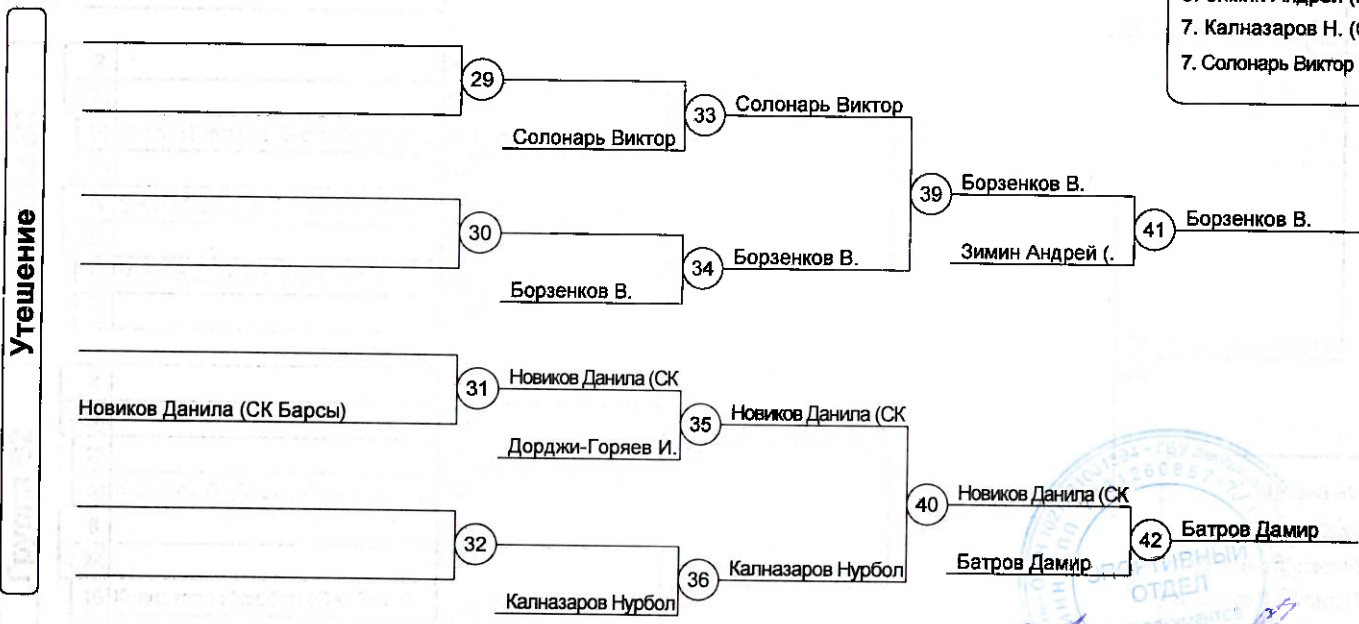 Утешение
7. Калназаров Н. (
7. Солонарь Виктор
29
Солонарь Виктор
33
Солонарь Виктор
30
Борзенков В.
34
Борзенков В.
39
Борзенков В.
Зимин Андрей (.
41
Борзенков В.
Новиков Данила (СК Барсы)
31
Новиков Данила (СК
Дорджи-Горяев И.
35
Новиков Данила (СК
32
Калназаров Нурбол
36
Калназаров Нурбол
40
Новиков Данила (СК
Батров Дамир
42
Батров Дамир
СПОРТИВНЫЙ
ОТДЕЛ